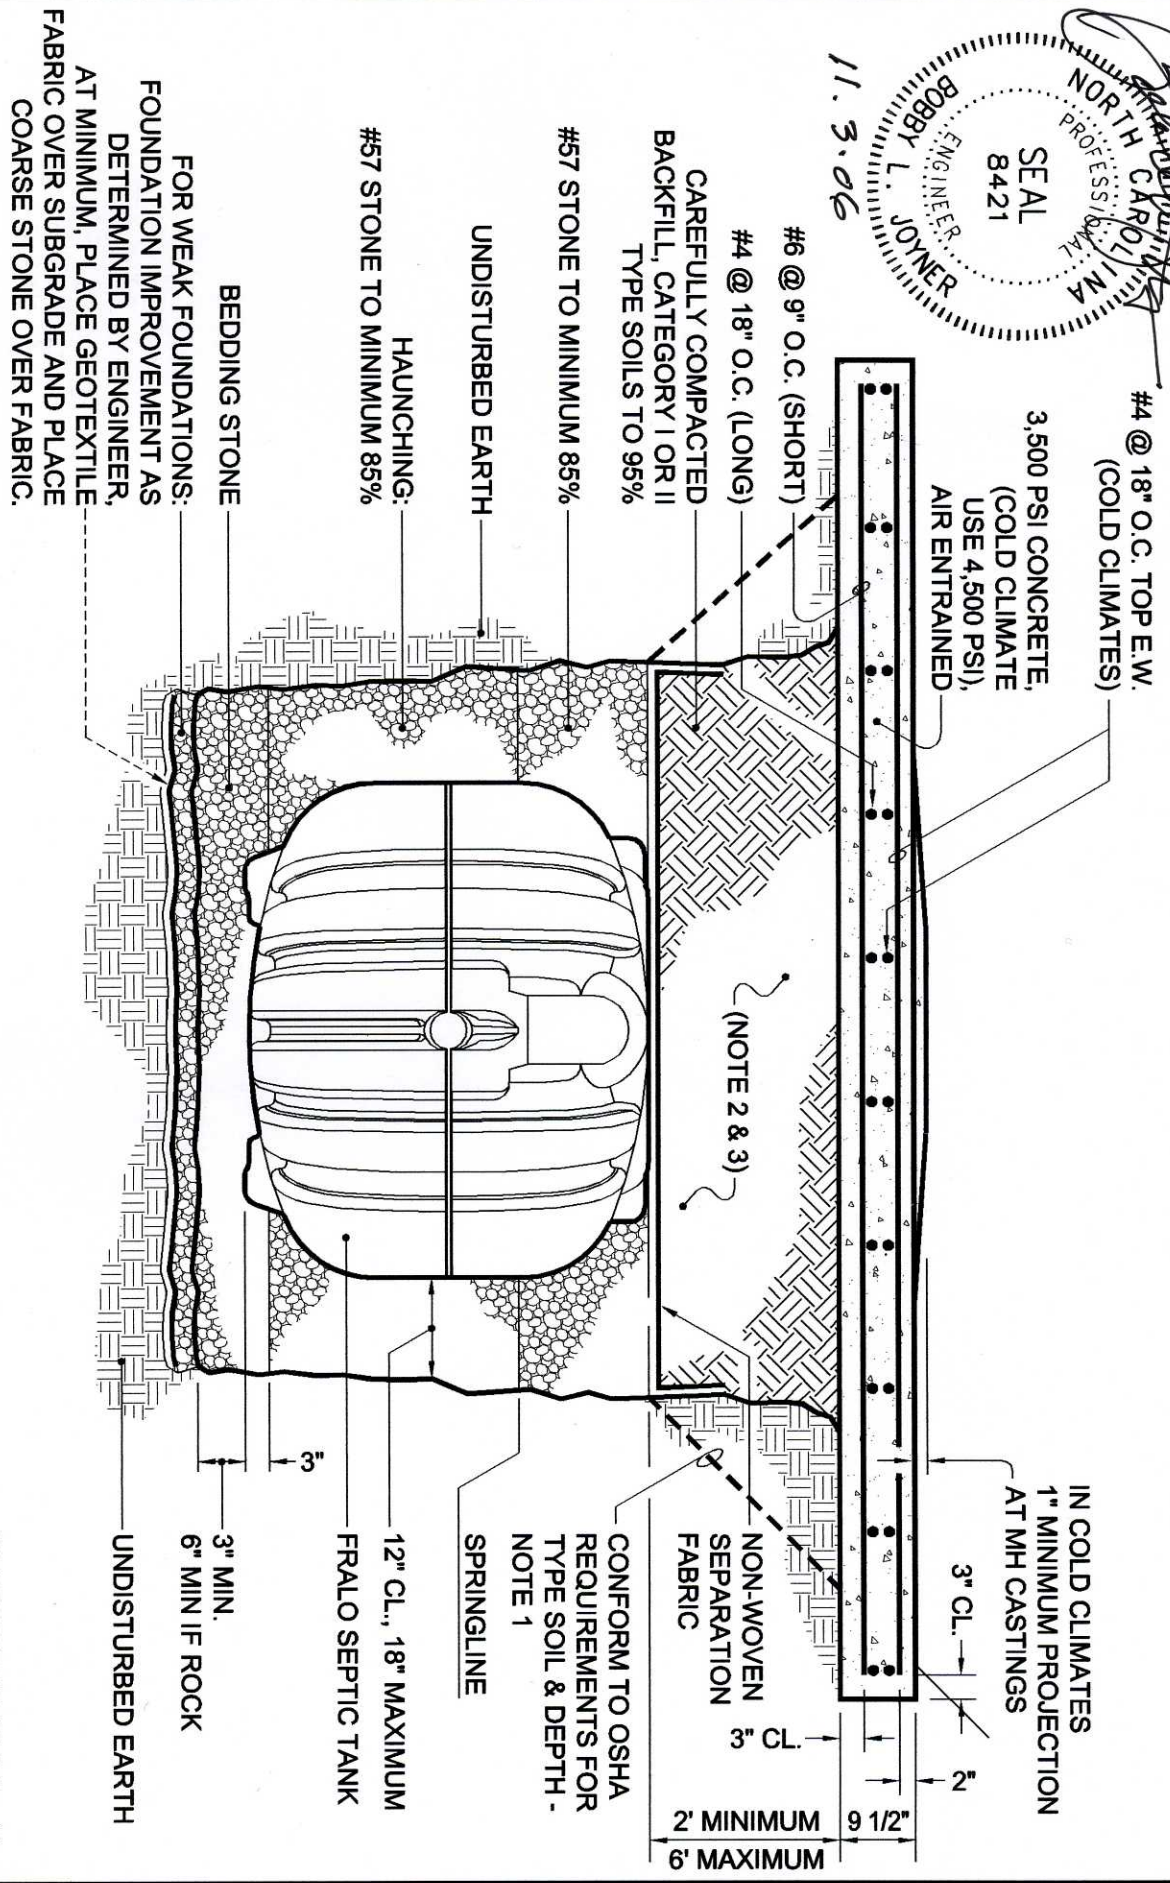 NORTH CAROLINA
PROFESSIONAL
SEAL
8421
ENGINEER
BOBBY L. JOYNER
11.3.06
#4 @ 18" O.C. TOP E.W.
(COLD CLIMATES)
3,500 PSI CONCRETE,
(COLD CLIMATE
USE 4,500 PSI),
AIR ENTRAINED
#6 @ 9" O.C. (SHORT)
#4 @ 18" O.C. (LONG)
CAREFULLY COMPACTED
BACKFILL, CATEGORY I OR II
TYPE SOILS TO 95%
#57 STONE TO MINIMUM 85%
UNDISTURBED EARTH
HAUNCHING:
#57 STONE TO MINIMUM 85%
BEDDING STONE
FOR WEAK FOUNDATIONS:
FOUNDATION IMPROVEMENT AS
DETERMINED BY ENGINEER,
AT MINIMUM, PLACE GEOTEXTILE
FABRIC OVER SUBGRADE AND PLACE
COARSE STONE OVER FABRIC.
(NOTE 2 & 3)
IN COLD CLIMATES
1" MINIMUM PROJECTION
AT MH CASTINGS
3" CL.
2"
3" CL.
9 1/2"
2' MINIMUM
6' MAXIMUM
NON-WOVEN
SEPARATION
FABRIC
CONFORM TO OSHA
REQUIREMENTS FOR
TYPE SOIL & DEPTH -
NOTE 1
SPRINGLINE
12" CL., 18" MAXIMUM
FRALO SEPTIC TANK
3"
3" MIN.
6" MIN IF ROCK
UNDISTURBED EARTH